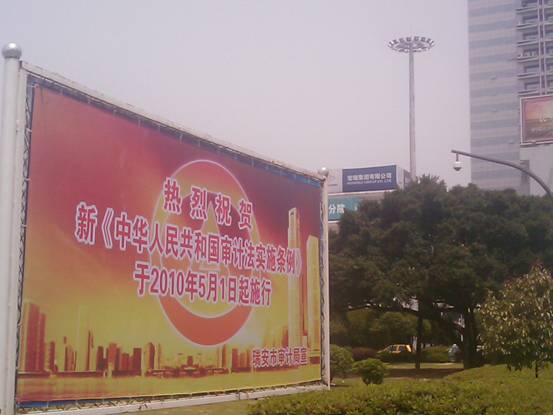 热烈祝贺
新《中华人民共和国审计法实施条例》
于2010年5月1日起施行
瑞安市审计局宣